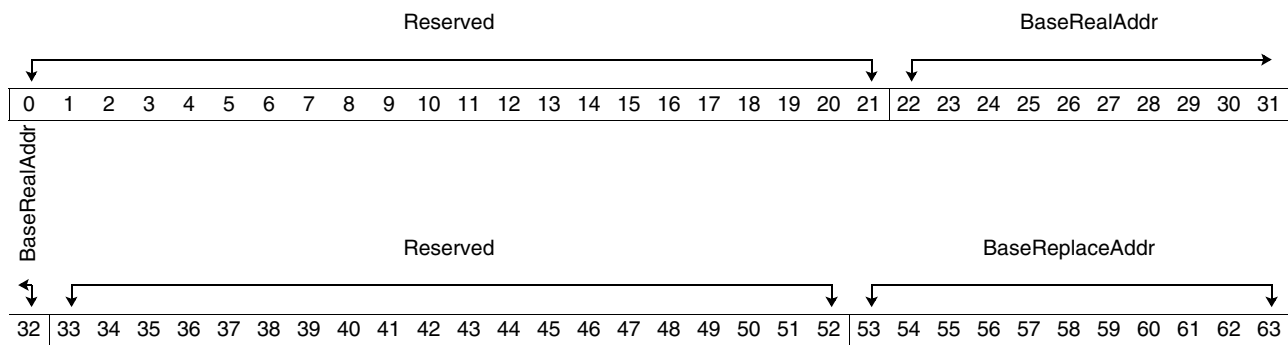 Reserved BaseRealAddr
0 1 2 3 4 5 6 7 8 9 10 11 12 13 14 15 16 17 18 19 20 21 22 23 24 25 26 27 28 29 30 31
BaseRealAddr
Reserved BaseReplaceAddr
32 33 34 35 36 37 38 39 40 41 42 43 44 45 46 47 48 49 50 51 52 53 54 55 56 57 58 59 60 61 62 63